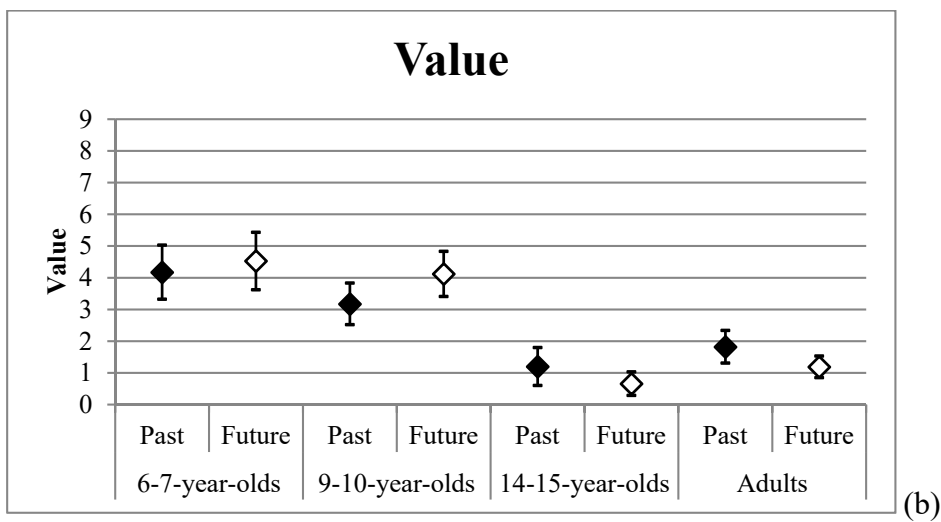 Value
Value
9
8
7
6
5
4
3
2
1
0
Past Future Past Future Past Future Past Future
6-7-year-olds 9-10-year-olds 14-15-year-olds Adults
(b)